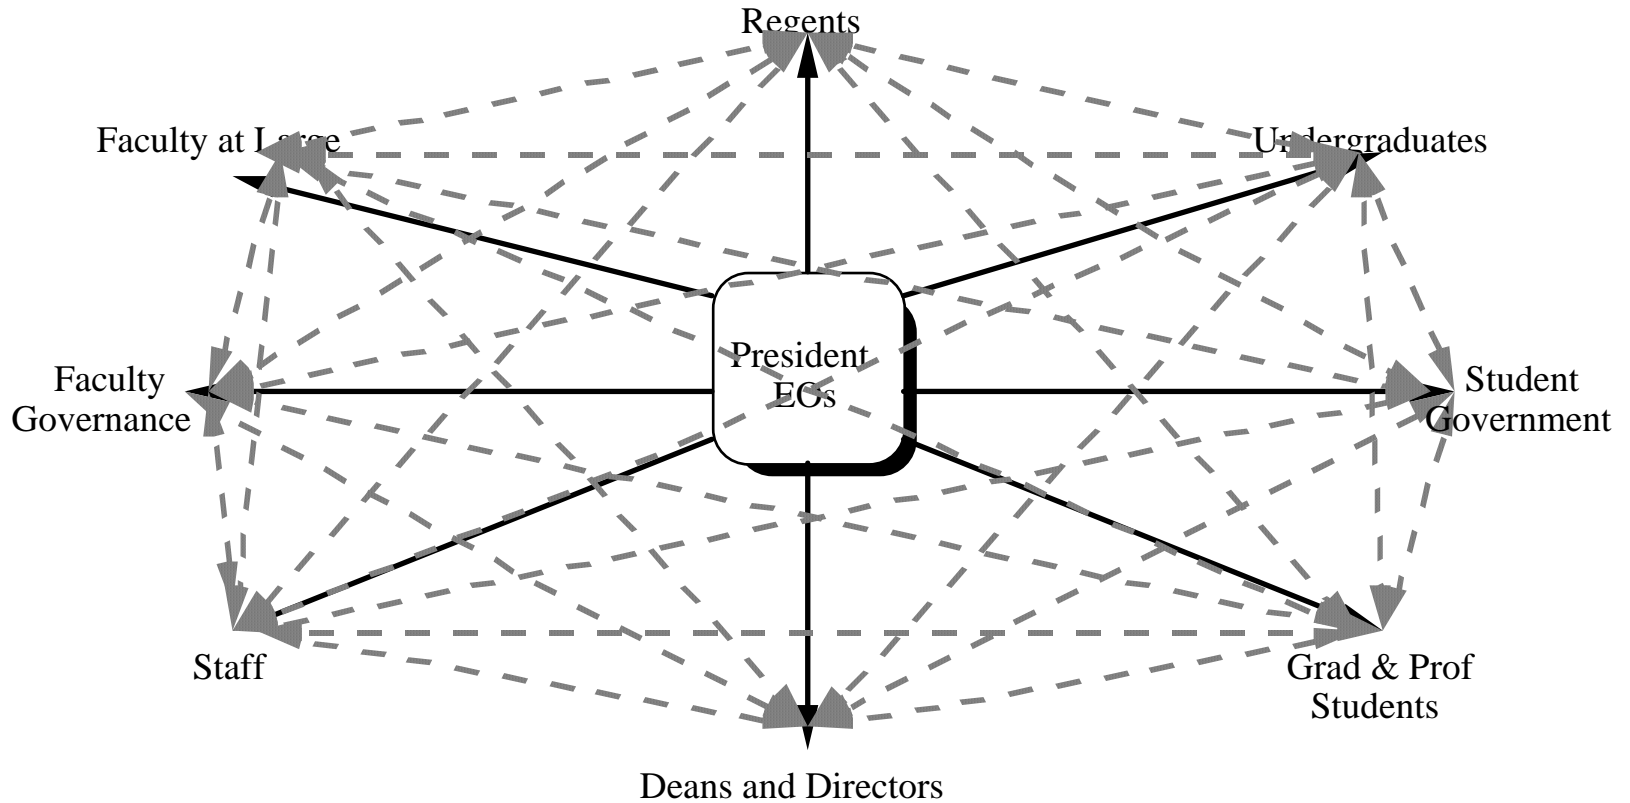 Regents
Faculty at Large
Undergraduates
President
EOs
Faculty
Governance
Student
Government
Staff
Grad & Prof
Students
Deans and Directors